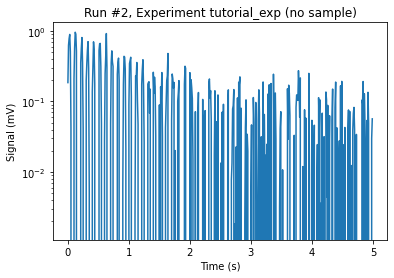 Run #2, Experiment tutorial_exp (no sample)
Signal (mV)
10⁰
10⁻¹
10⁻²
0 1 2 3 4 5
Time (s)